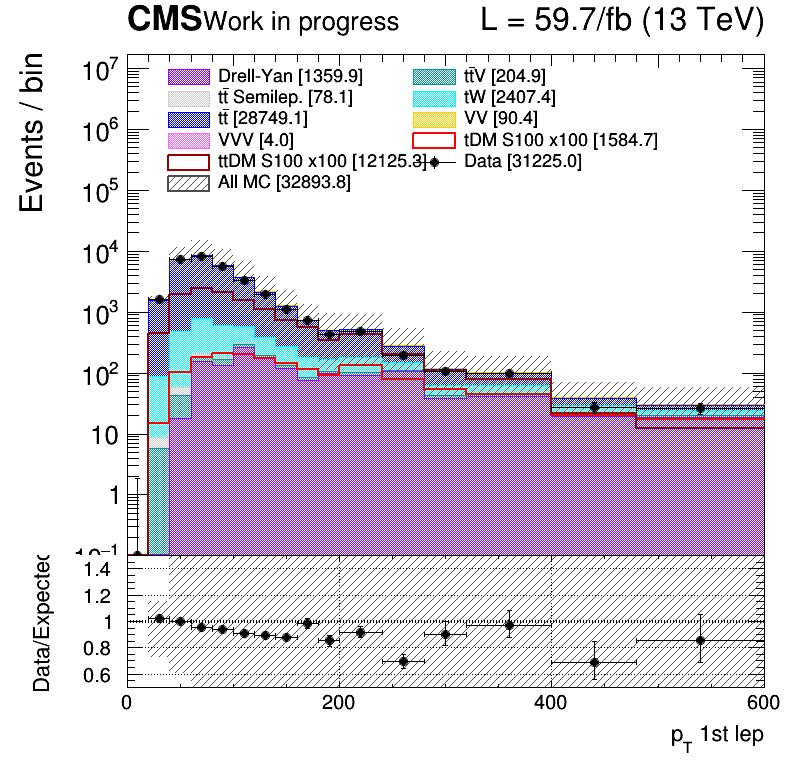 CMS Work in progress L = 59.7/fb (13 TeV)
Events / bin
10⁷
10⁶
10⁵
10⁴
10³
10²
10
1
10⁻¹
Drell-Yan [1359.9] tt̄V [204.9]
tt̄ Semilep. [78.1] tW [2407.4]
tt̄ [28749.1] VV [90.4]
VVV [4.0] tDM S100 x100 [1584.7]
ttDM S100 x100 [12125.3] Data [31225.0]
All MC [32893.8]
Data/Expected
1.4
1.2
1
0.8
0.6
0 200 400 600
p_T 1st lep